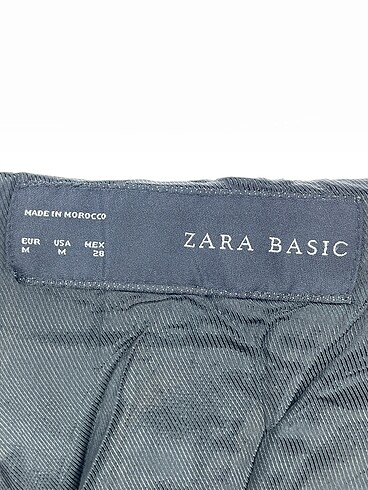 MADE IN MOROCCO
EUR USA MEX
M M 28
ZARA BASIC